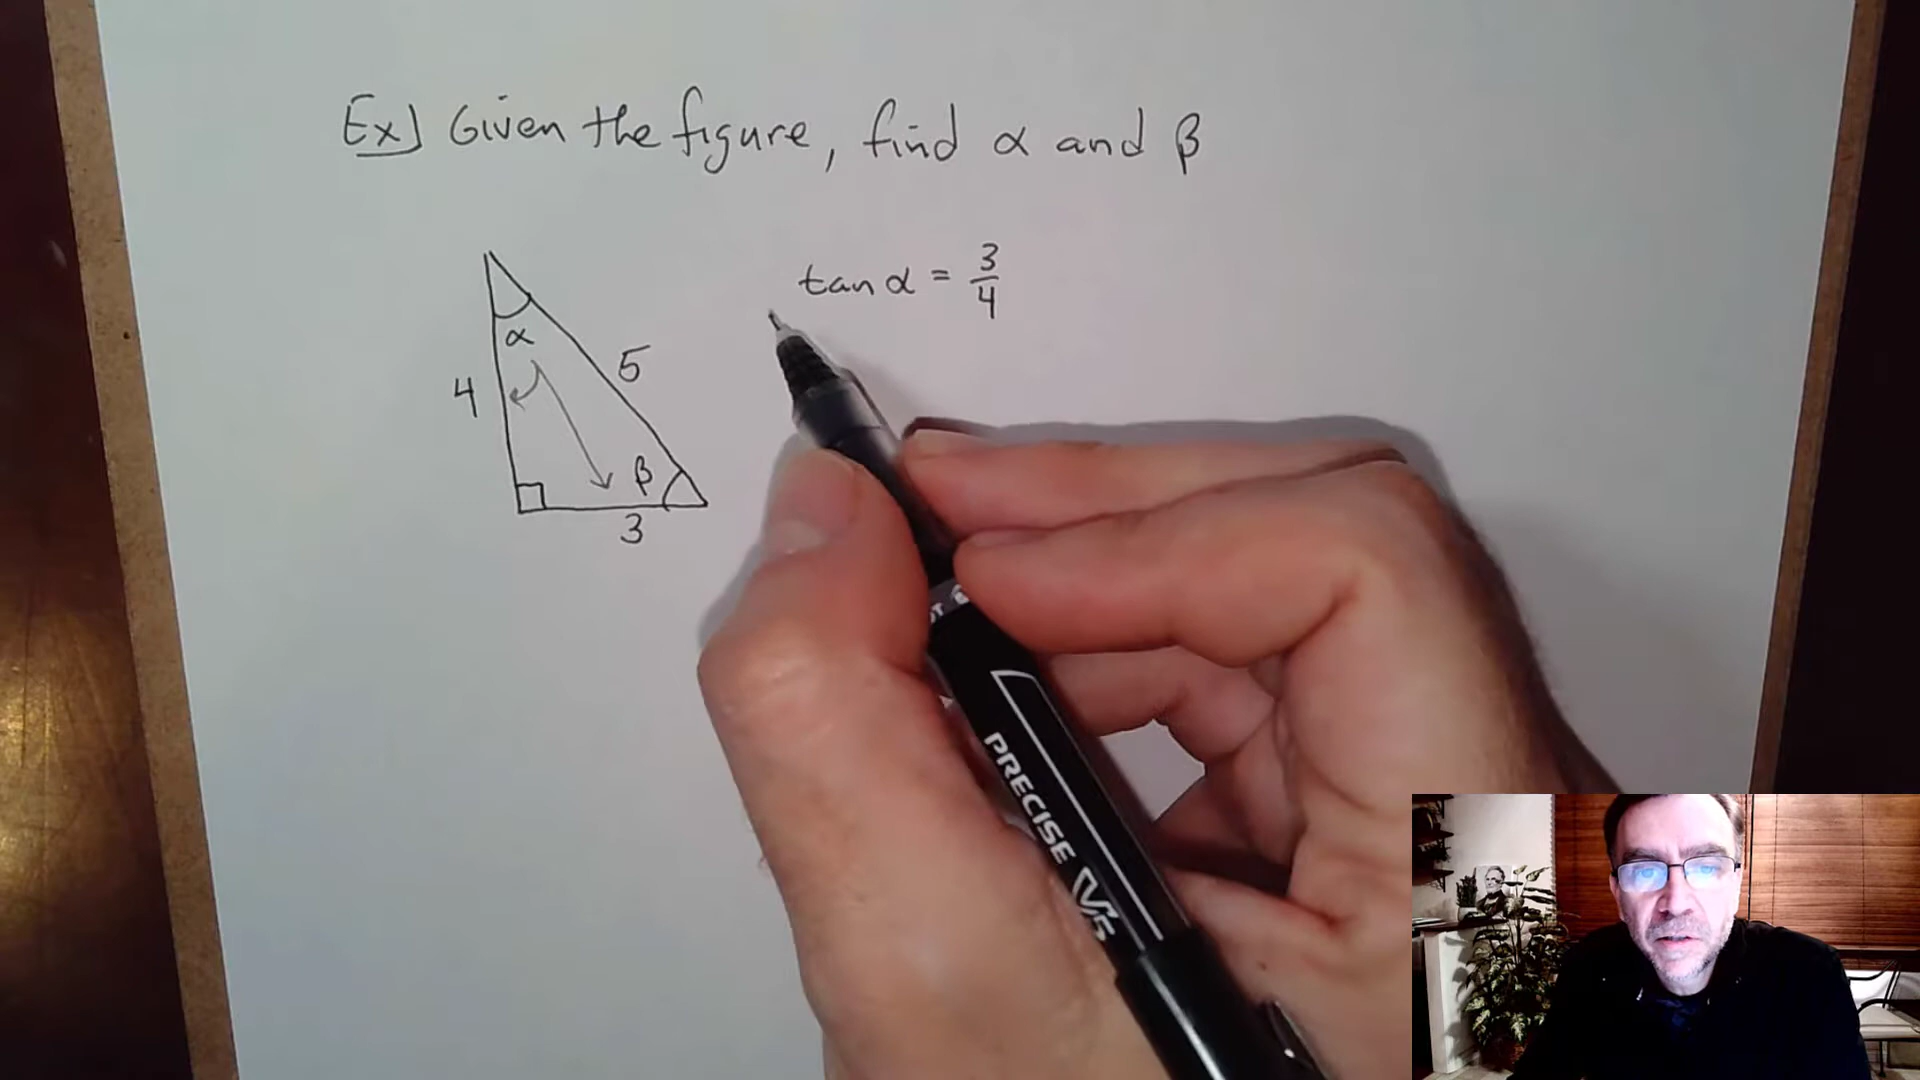 Ex) Given the figure, find α and β
tan α = 3/4
α
5
4
β
3
PRECISE V5